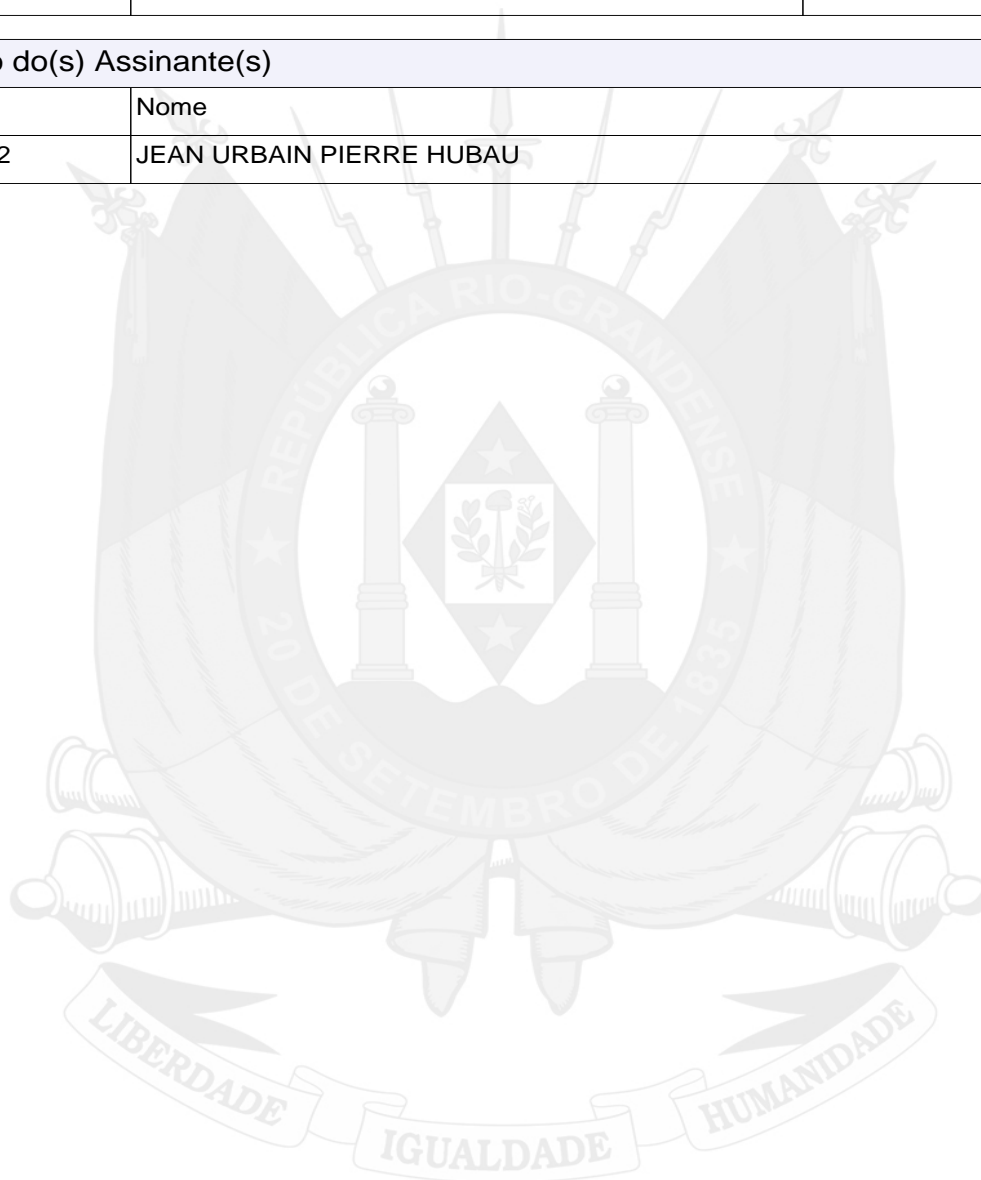 o do(s) Assinante(s)
Nome
2 JEAN URBAIN PIERRE HUBAU
REPÚBLICA RIO-GRANDENSE
20 DE SETEMBRO DE 1835
LIBERDADE IGUALDADE HUMANIDADE